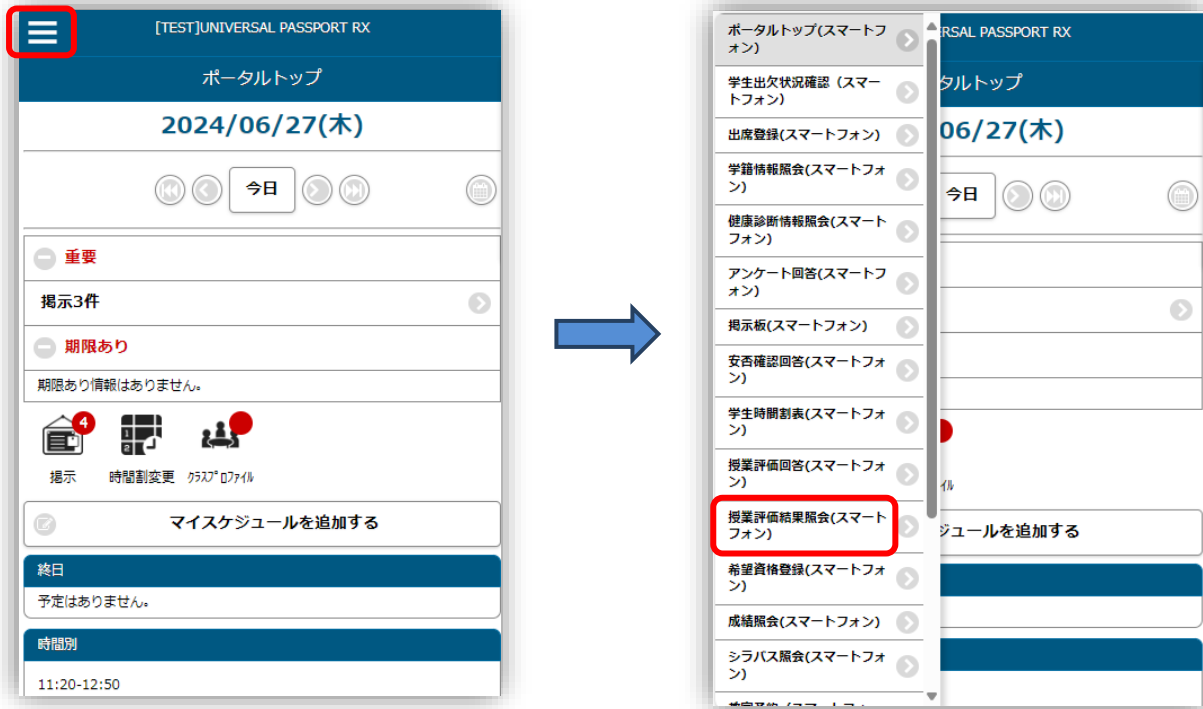 [TEST]UNIVERSAL PASSPORT RX
ポータルトップ
2024/06/27(木)
今日
重要
掲示3件
期限あり
期限あり情報はありません。
4
1
2
掲示
時間割変更
クラスプロファイル
マイスケジュールを追加する
終日
予定はありません。
時間別
11:20-12:50
ポータルトップ(スマートフ
ォン)
学生出欠状況確認（スマー
トフォン）
出席登録(スマートフォン)
学籍情報照会(スマートフォ
ン)
健康診断情報照会(スマート
フォン)
アンケート回答(スマートフ
ォン)
掲示板(スマートフォン)
安否確認回答(スマートフォ
ン)
学生時間割表(スマートフォ
ン)
授業評価回答(スマートフォ
ン)
授業評価結果照会(スマート
フォン)
希望資格登録(スマートフォ
ン)
成績照会(スマートフォン)
シラバス照会(スマートフォ
ン)
RSAL PASSPORT RX
タルトップ
06/27(木)
今日
イル
ジュールを追加する